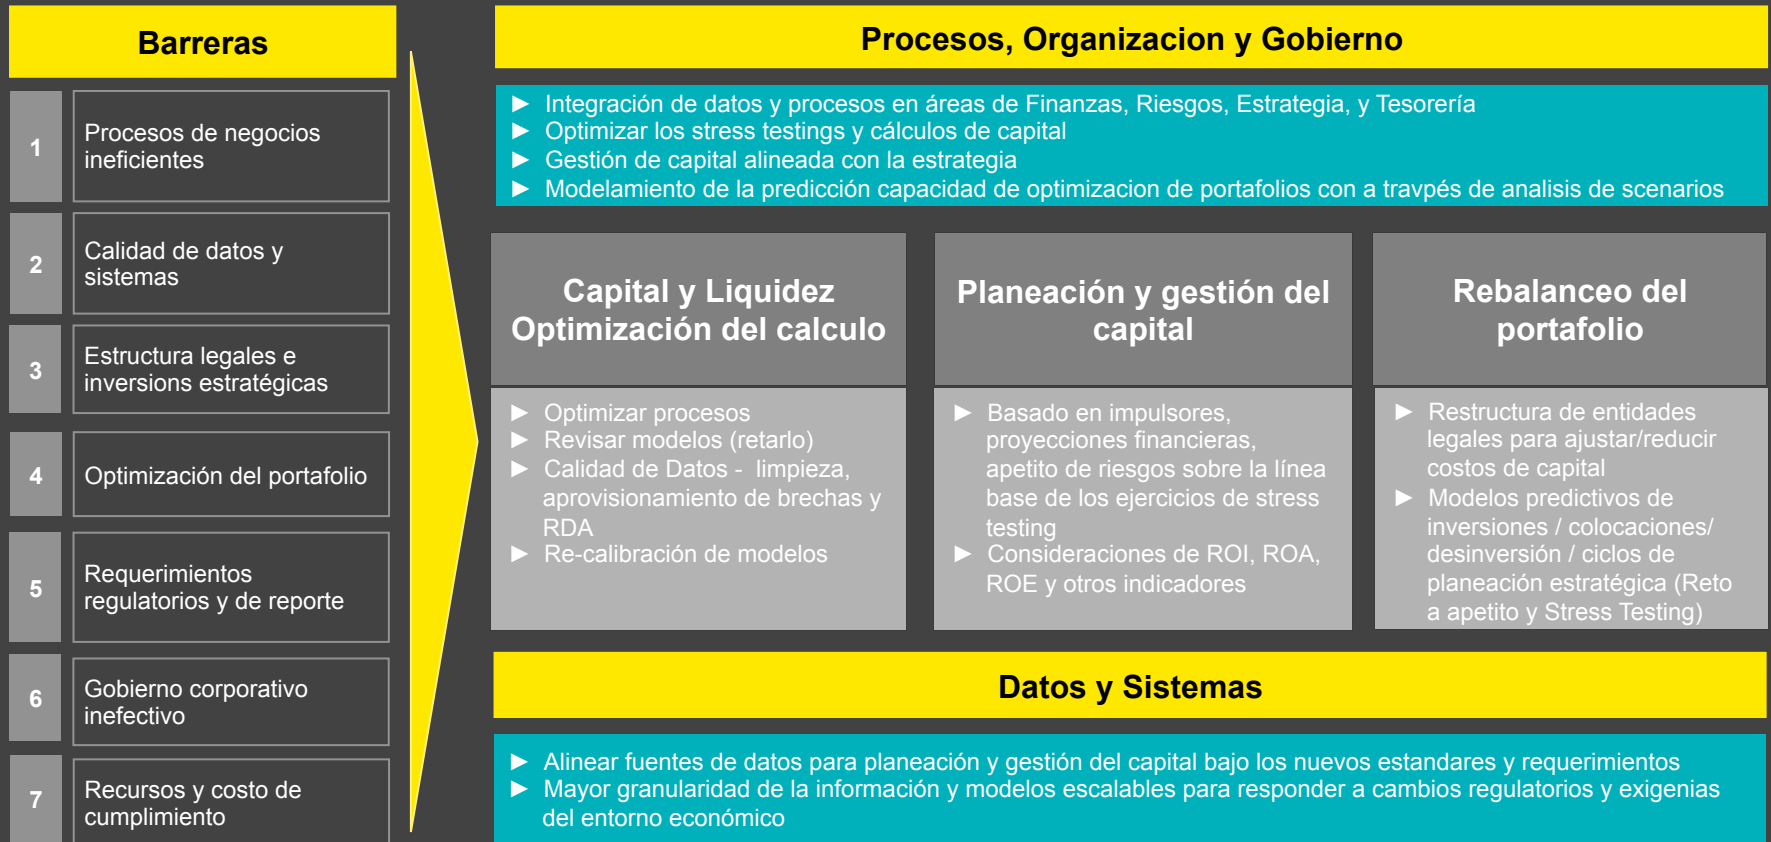 Barreras
1
Procesos de negocios
ineficientes
2
Calidad de datos y
sistemas
3
Estructura legales e
inversions estratégicas
4
Optimización del portafolio
5
Requerimientos
regulatorios y de reporte
6
Gobierno corporativo
inefectivo
7
Recursos y costo de
cumplimiento
Procesos, Organizacion y Gobierno
► Integración de datos y procesos en áreas de Finanzas, Riesgos, Estrategia, y Tesorería
► Optimizar los stress testings y cálculos de capital
► Gestión de capital alineada con la estrategia
► Modelamiento de la predicción capacidad de optimizacion de portafolios con a travpés de analisis de scenarios
Capital y Liquidez
Optimización del calculo
► Optimizar procesos
► Revisar modelos (retarlo)
► Calidad de Datos - limpieza,
aprovisionamiento de brechas y
RDA
► Re-calibración de modelos
Planeación y gestión del
capital
► Basado en impulsores,
proyecciones financieras,
apetito de riesgos sobre la línea
base de los ejercicios de stress
testing
► Consideraciones de ROI, ROA,
ROE y otros indicadores
Rebalanceo del
portafolio
► Restructura de entidades
legales para ajustar/reducir
costos de capital
► Modelos predictivos de
inversiones / colocaciones/
desinversión / ciclos de
planeación estratégica (Reto
a apetito y Stress Testing)
Datos y Sistemas
► Alinear fuentes de datos para planeación y gestión del capital bajo los nuevos estandares y requerimientos
► Mayor granularidad de la información y modelos escalables para responder a cambios regulatorios y exigenias
del entorno económico